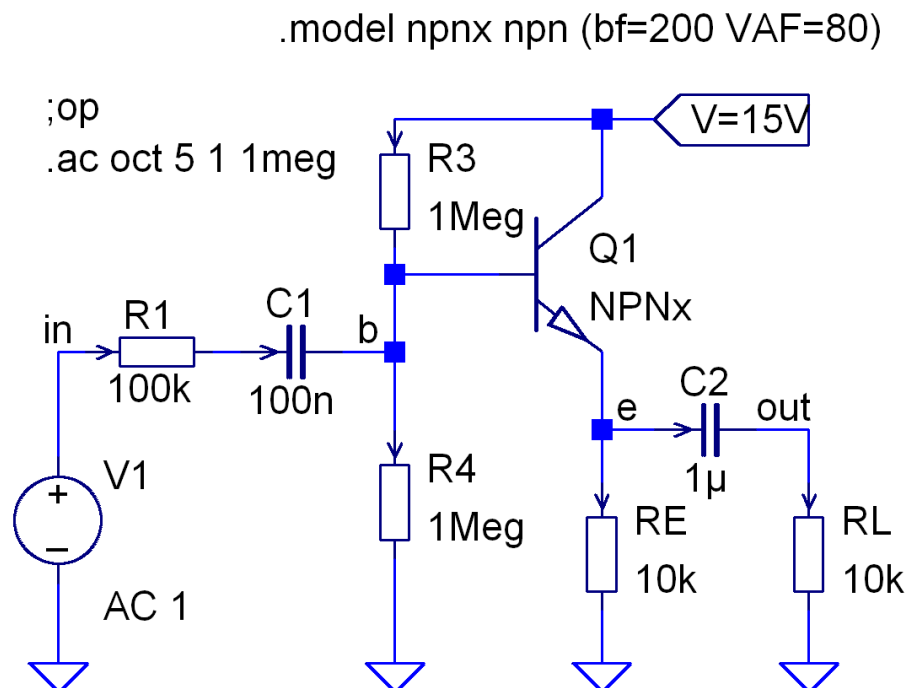 .model npnx npn (bf=200 VAF=80)
;op
.ac oct 5 1 1meg
V=15V
R3
1Meg
Q1
NPNx
in
R1
100k
C1
100n
b
C2
1µ
e
out
V1
+
–
AC 1
R4
1Meg
RE
10k
RL
10k